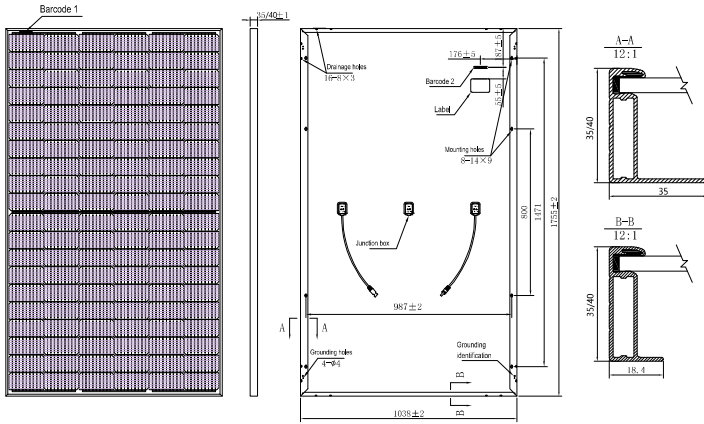 Barcode 1
35/40±1
Drainage holes
16-8×3
176±5
87±5
Barcode 2
55±5
Label
Mounting holes
8-14×9
Junction box
800
1471
1755±2
987±2
A
A
Grounding holes
4-φ4
Grounding
identification
B
B
1038±2
A-A
12:1
35/40
35
B-B
12:1
35/40
18.4